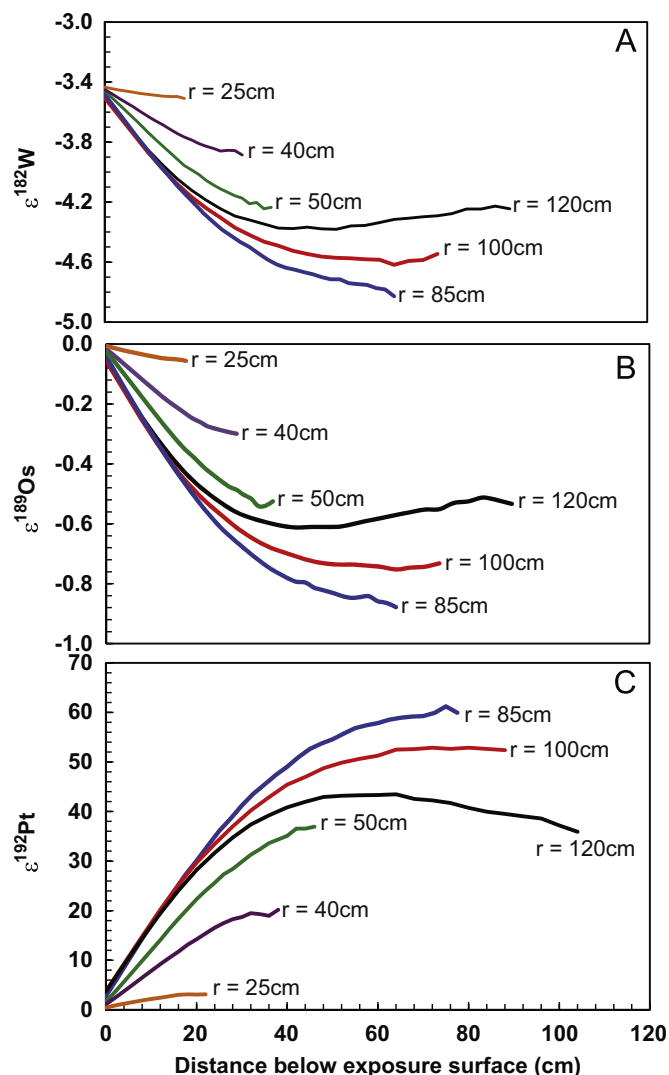 A
-3.0
-3.4
-3.8
-4.2
-4.6
-5.0
ε182W
r = 25cm
r = 40cm
r = 50cm
r = 120cm
r = 100cm
r = 85cm
B
0.0
-0.2
-0.4
-0.6
-0.8
-1.0
ε189Os
r = 25cm
r = 40cm
r = 50cm
r = 120cm
r = 100cm
r = 85cm
C
70
60
50
40
30
20
10
0
ε192Pt
r = 85cm
r = 100cm
r = 50cm
r = 120cm
r = 40cm
r = 25cm
0 20 40 60 80 100 120
Distance below exposure surface (cm)